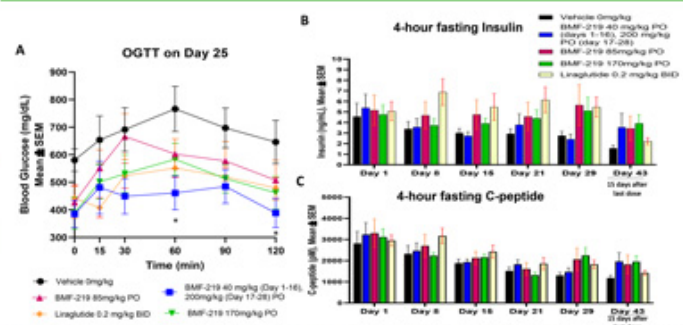 A
OGTT on Day 25
Blood Glucose (mg/dL)
Mean ± SEM
900
800
700
600
500
400
300
0
15
30
60
90
120
*
*
Time (min)
Vehicle 0mg/kg
BMF-219 85mg/kg PO
Liraglutide 0.2 mg/kg BID
BMF-219 40 mg/kg (Day 1-16),
200mg/kg (Day 17-28) PO
BMF-219 170mg/kg PO
B
4-hour fasting Insulin
Vehicle 0mg/kg
BMF-219 40 mg/kg PO
(days 1-16), 200 mg/kg
PO (day 17-28)
BMF-219 85mg/kg PO
BMF-219 170mg/kg PO
Liraglutide 0.2 mg/kg BID
Insulin (ng/mL), Mean ± SEM
10
9
8
7
6
5
4
3
2
1
0
Day 1
Day 8
Day 15
Day 21
Day 29
Day 43
15 days after
last dose
C
4-hour fasting C-peptide
C-peptide (pM), Mean ± SEM
5000
4000
3000
2000
1000
0
Day 1
Day 8
Day 15
Day 21
Day 29
Day 43
15 days after